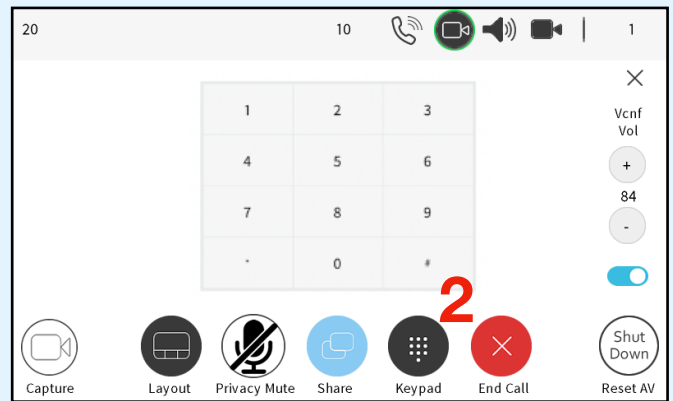 20 10 1
1 2 3
Vcnf
Vol
4 5 6
+
84
7 8 9
-
* 0 #
2
Shut
Down
Capture Layout Privacy Mute Share Keypad End Call Reset AV